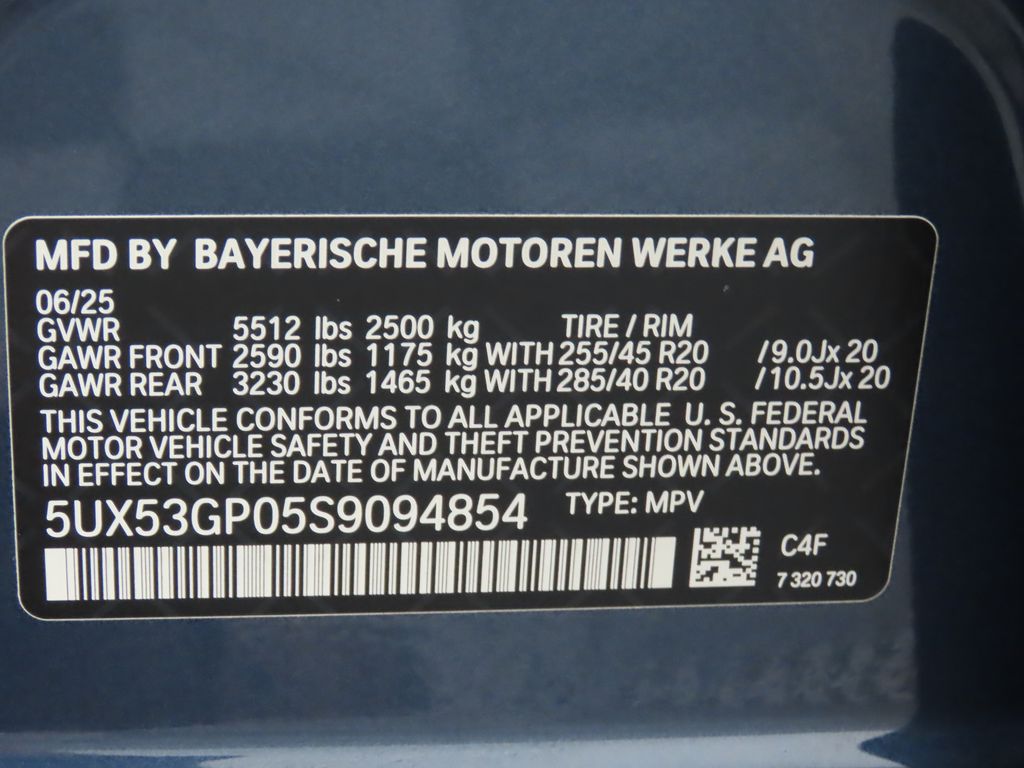 MFD BY BAYERISCHE MOTOREN WERKE AG
06/25
GVWR 5512 lbs 2500 kg TIRE / RIM
GAWR FRONT 2590 lbs 1175 kg WITH 255/45 R20 /9.0Jx 20
GAWR REAR 3230 lbs 1465 kg WITH 285/40 R20 /10.5Jx 20
THIS VEHICLE CONFORMS TO ALL APPLICABLE U. S. FEDERAL
MOTOR VEHICLE SAFETY AND THEFT PREVENTION STANDARDS
IN EFFECT ON THE DATE OF MANUFACTURE SHOWN ABOVE.
5UX53GP05S9094854 TYPE: MPV
C4F
7 320 730